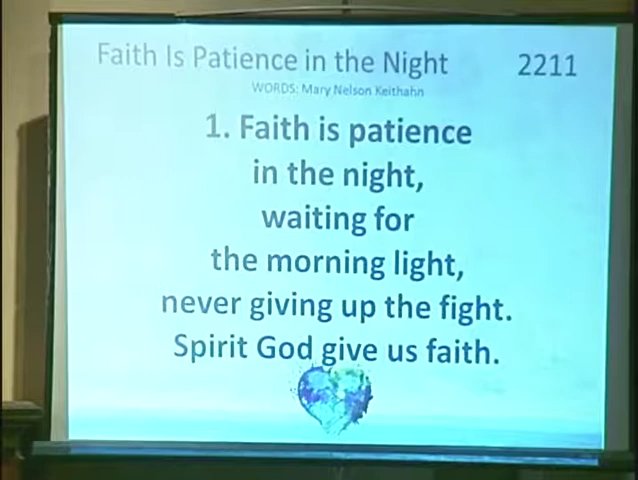 Faith Is Patience in the Night 2211
WORDS: Mary Nelson Keithahn
1. Faith is patience
in the night,
waiting for
the morning light,
never giving up the fight.
Spirit God give us faith.